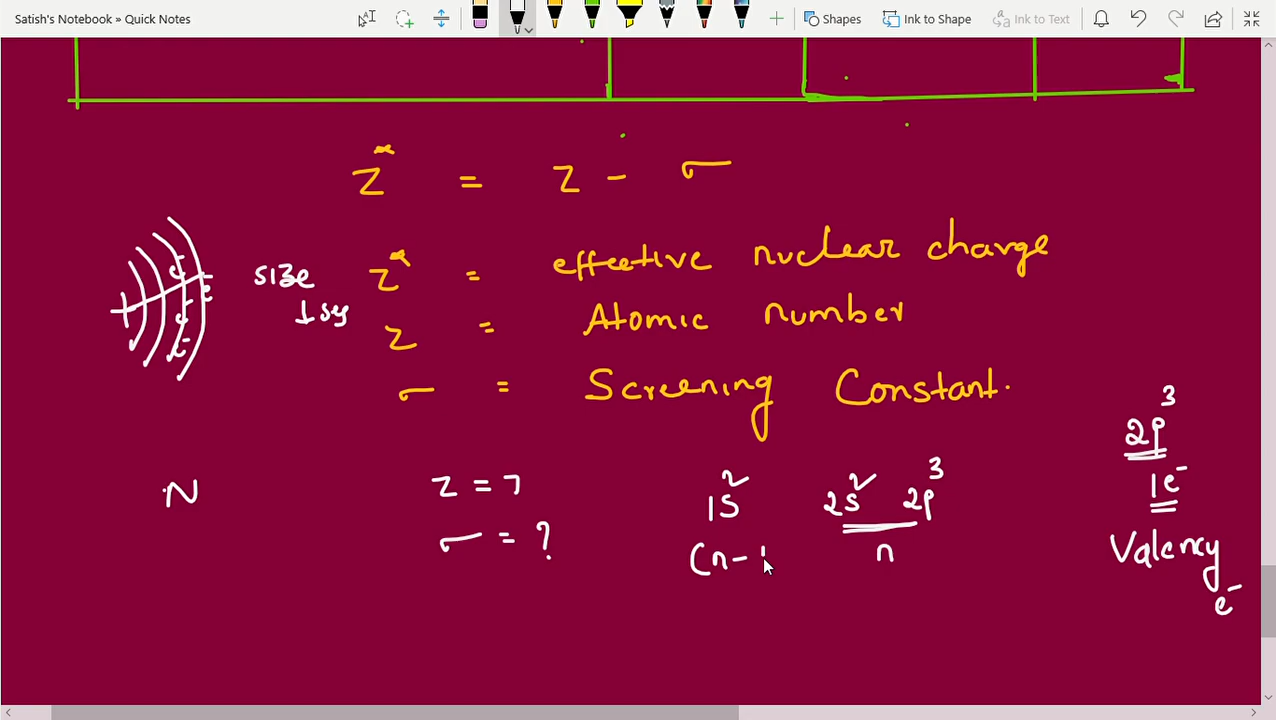 Satish's Notebook » Quick Notes
Shapes
Ink to Shape
Ink to Text
Z* = Z - σ
size
↓ses
Z* = effective nuclear charge
Z = Atomic number
σ = Screening Constant.
e-
e-
N
Z = 7
σ = ?
1s² 2s² 2p³
(n-1
n
2p³
1e-
Valency
e-